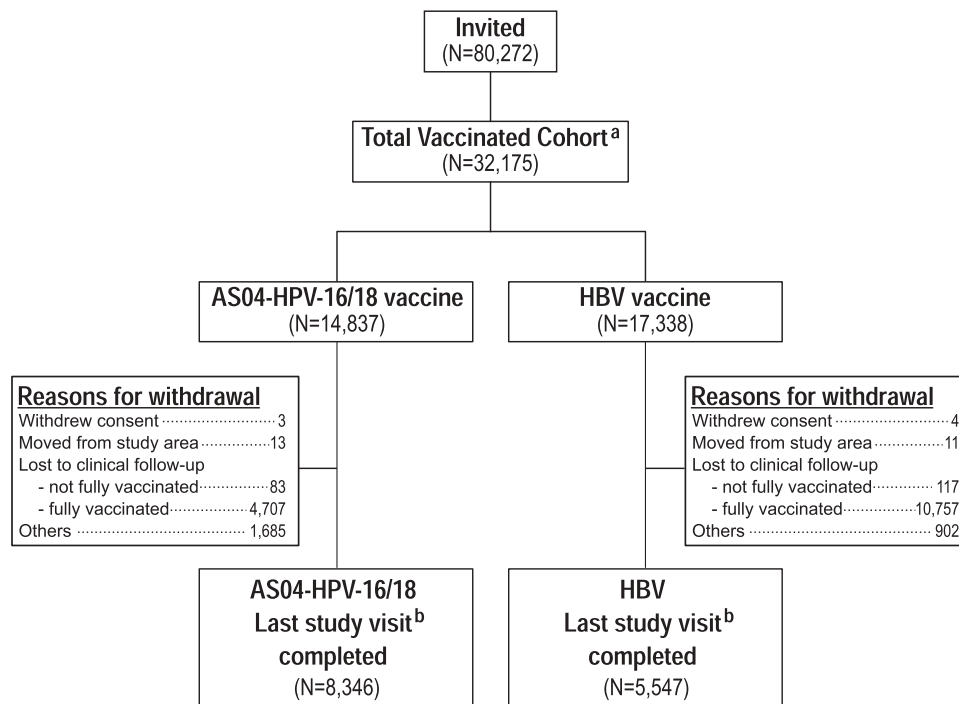 Invited
(N=80,272)
Total Vaccinated Cohort a
(N=32,175)
AS04-HPV-16/18 vaccine
(N=14,837)
HBV vaccine
(N=17,338)
Reasons for withdrawal
Withdrew consent 3
Moved from study area 13
Lost to clinical follow-up
- not fully vaccinated 83
- fully vaccinated 4,707
Others 1,685
Reasons for withdrawal
Withdrew consent 4
Moved from study area 11
Lost to clinical follow-up
- not fully vaccinated 117
- fully vaccinated 10,757
Others 902
AS04-HPV-16/18
Last study visit b
completed
(N=8,346)
HBV
Last study visit b
completed
(N=5,547)